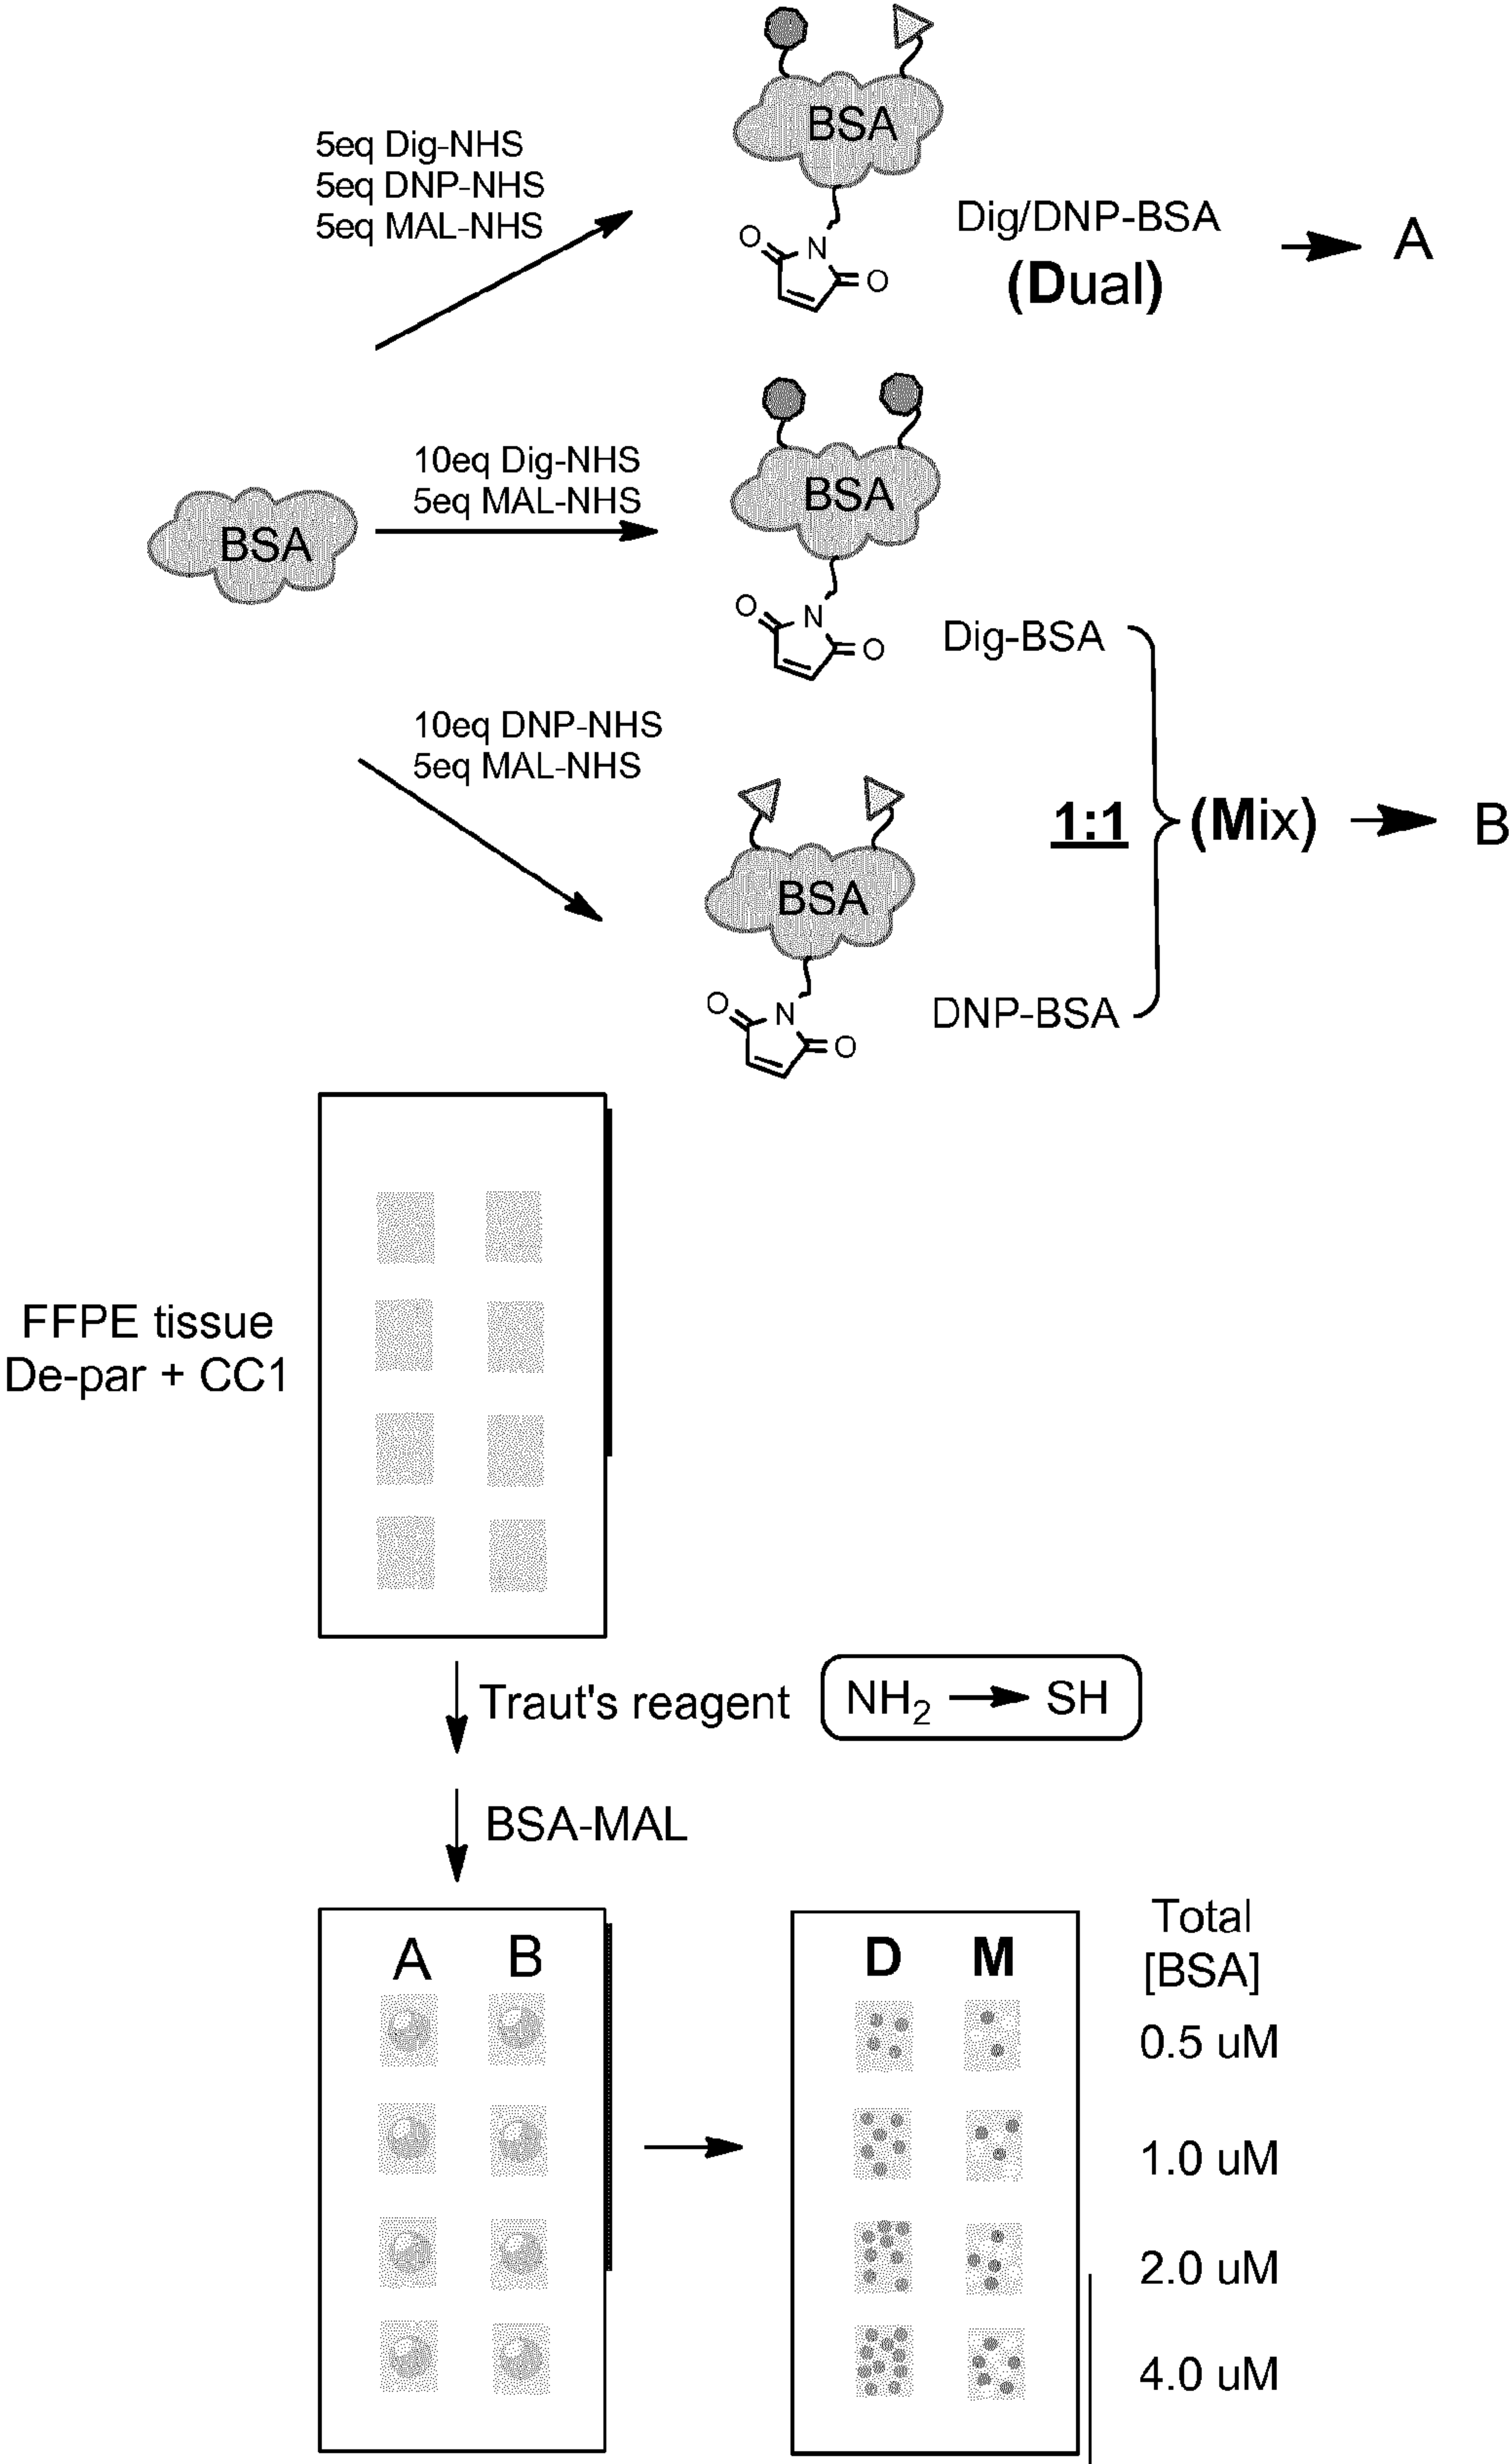 5eq Dig-NHS
5eq DNP-NHS
5eq MAL-NHS
BSA
O
N
O
Dig/DNP-BSA
(Dual)
A
10eq Dig-NHS
5eq MAL-NHS
BSA
BSA
O
N
O
Dig-BSA
10eq DNP-NHS
5eq MAL-NHS
1:1
(Mix)
B
BSA
O
N
O
DNP-BSA
FFPE tissue
De-par + CC1
Traut's reagent
NH₂ → SH
BSA-MAL
A B
D M
Total
[BSA]
0.5 uM
1.0 uM
2.0 uM
4.0 uM